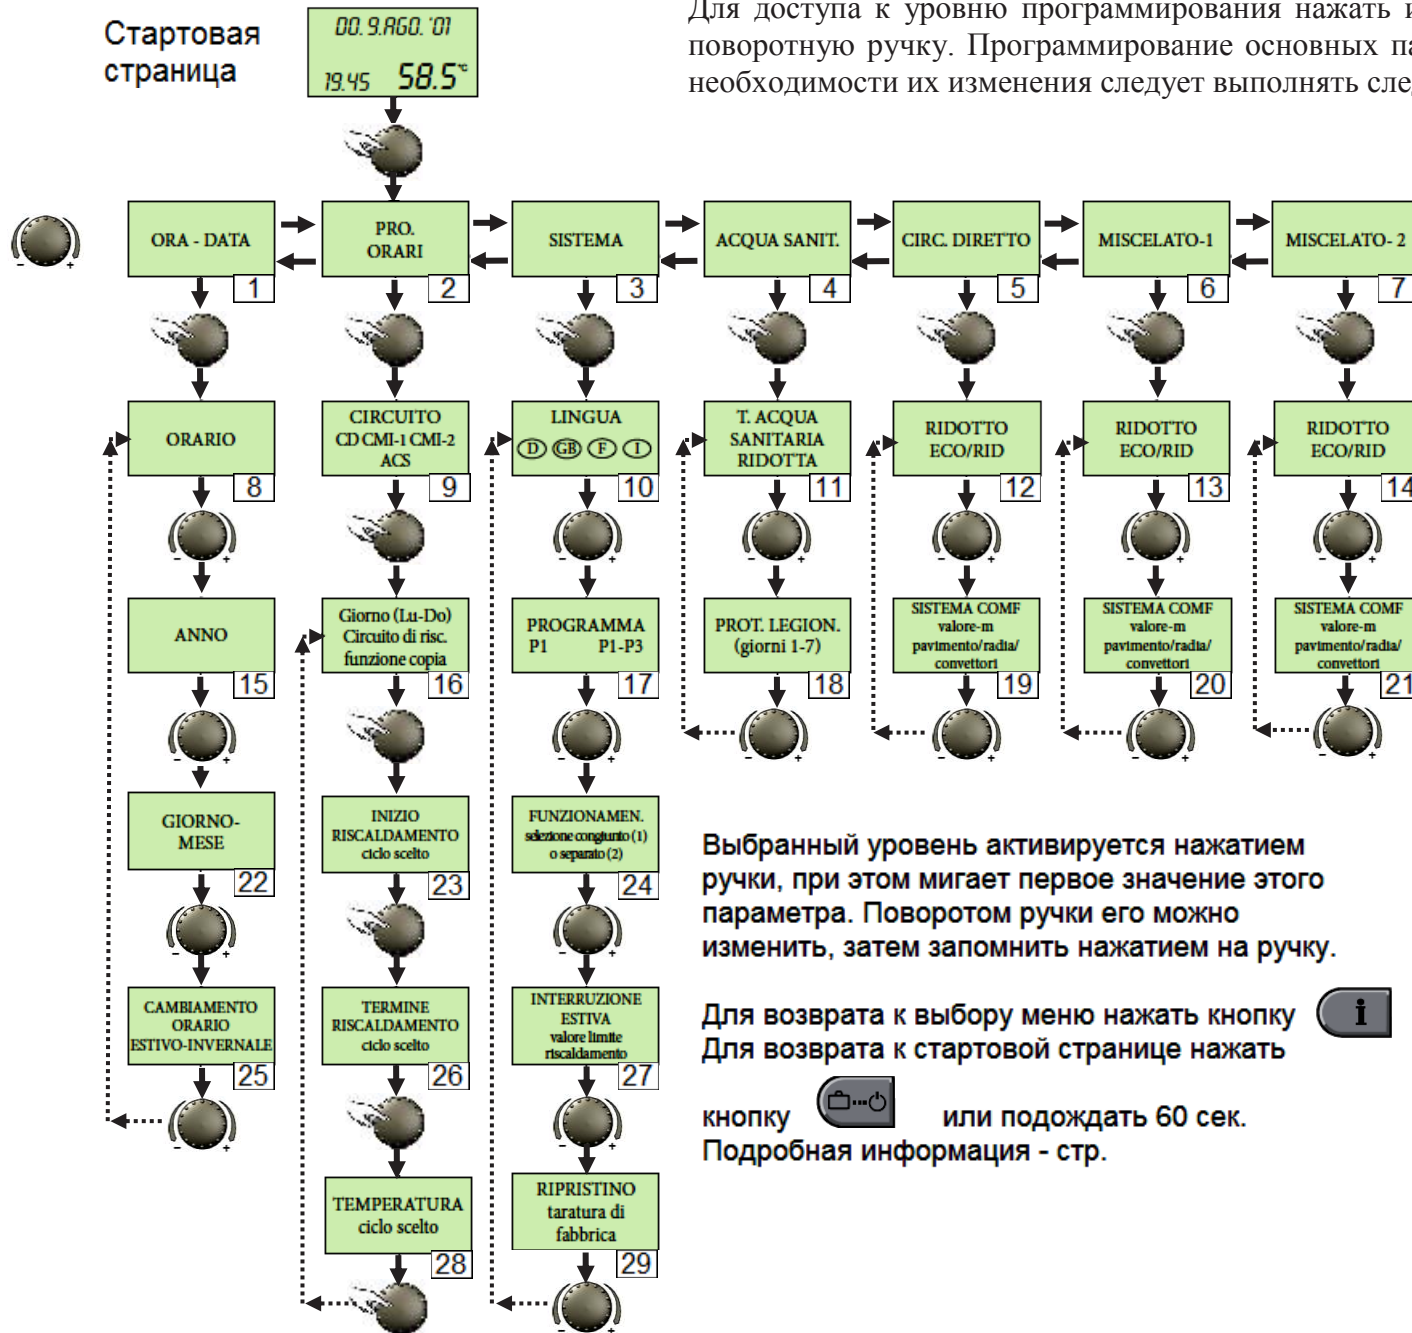 Для доступа к уровню программирования нажать и
поворотную ручку. Программирование основных па
необходимости их изменения следует выполнять след
Стартовая
страница
DO. 9.AGO. '01
19.45 58.5°C
ORA - DATA
1
PRO.
ORARI
2
SISTEMA
3
ACQUA SANIT.
4
CIRC. DIRETTO
5
MISCELATO-1
6
MISCELATO- 2
7
- +
ORARIO
8
CIRCUITO
CD CMI-1 CMI-2
ACS
9
LINGUA
D GB F I
10
T. ACQUA
SANITARIA
RIDOTTA
11
RIDOTTO
ECO/RID
12
RIDOTTO
ECO/RID
13
RIDOTTO
ECO/RID
14
- +
- +
- +
- +
- +
- +
ANNO
15
Giorno (Lu-Do)
Circuito di risc.
funzione copia
16
PROGRAMMA
P1 P1-P3
17
PROT. LEGION.
(giorni 1-7)
18
SISTEMA COMF
valore-m
pavimento/radia/
convettori
19
SISTEMA COMF
valore-m
pavimento/radia/
convettori
20
SISTEMA COMF
valore-m
pavimento/radia/
convettori
21
- +
- +
- +
- +
- +
- +
GIORNO-
MESE
22
INIZIO
RISCALDAMENTO
ciclo scelto
23
FUNZIONAMEN.
selezione congiunto (1)
o separato (2)
24
- +
- +
CAMBIAMENTO
ORARIO
ESTIVO-INVERNALE
25
TERMINE
RISCALDAMENTO
ciclo scelto
26
INTERRUZIONE
ESTIVA
valore limite
riscaldamento
27
- +
- +
TEMPERATURA
ciclo scelto
28
RIPRISTINO
taratura di
fabbrica
29
- +
Выбранный уровень активируется нажатием
ручки, при этом мигает первое значение этого
параметра. Поворотом ручки его можно
изменить, затем запомнить нажатием на ручку.
Для возврата к выбору меню нажать кнопку i
Для возврата к стартовой странице нажать
кнопку или подождать 60 сек.
Подробная информация - стр.